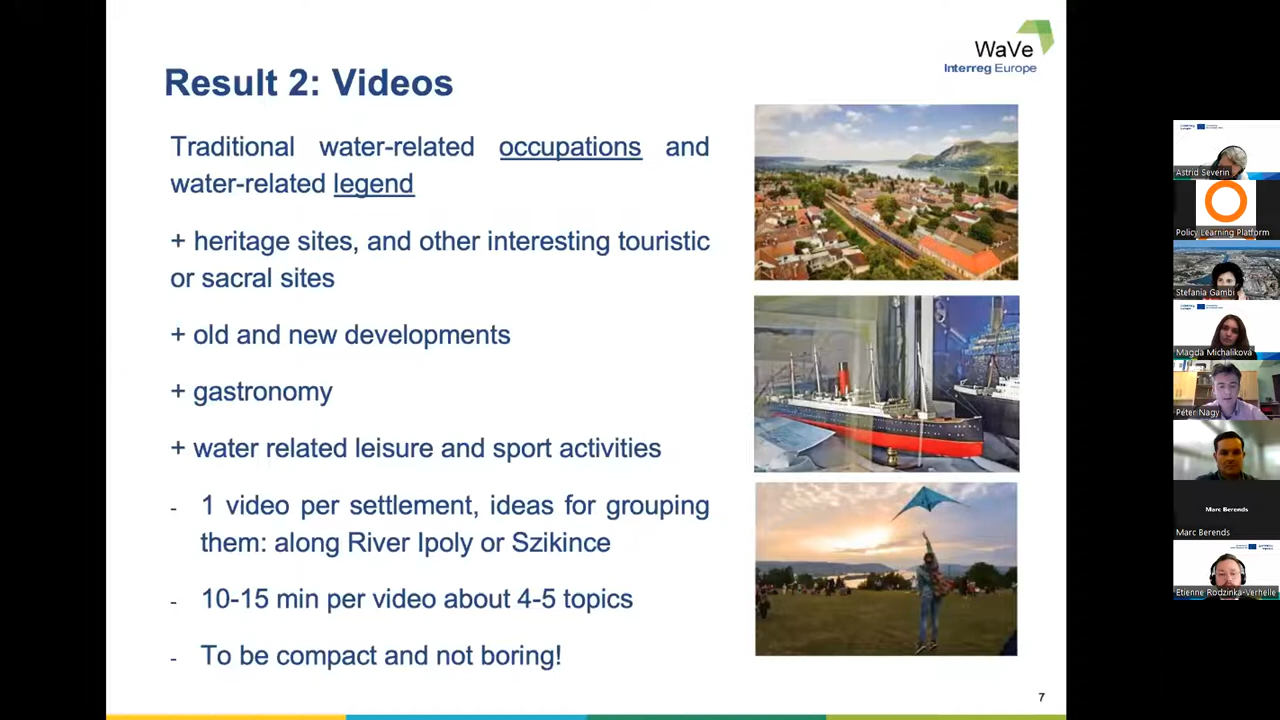 WaVe
Interreg Europe
Result 2: Videos
Traditional water-related occupations and
water-related legend
+ heritage sites, and other interesting touristic
or sacral sites
+ old and new developments
+ gastronomy
+ water related leisure and sport activities
- 1 video per settlement, ideas for grouping
them: along River Ipoly or Szikince
- 10-15 min per video about 4-5 topics
- To be compact and not boring!
7
Astrid Severin
Policy Learning Platform
Stefania Gambi
Magda Michaliková
Péter Nagy
Marc Berends
Marc Berends
Etienne Rodzinka-Verhelle